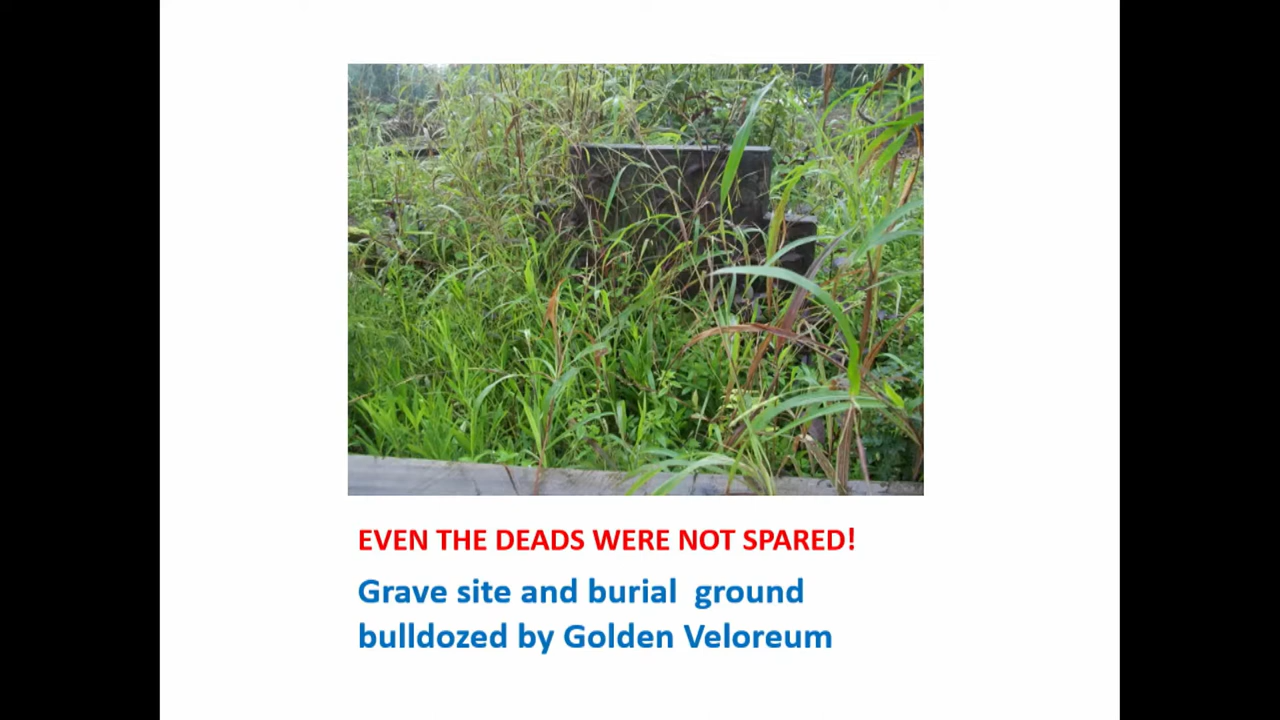 EVEN THE DEADS WERE NOT SPARED!
Grave site and burial ground
bulldozed by Golden Veloreum